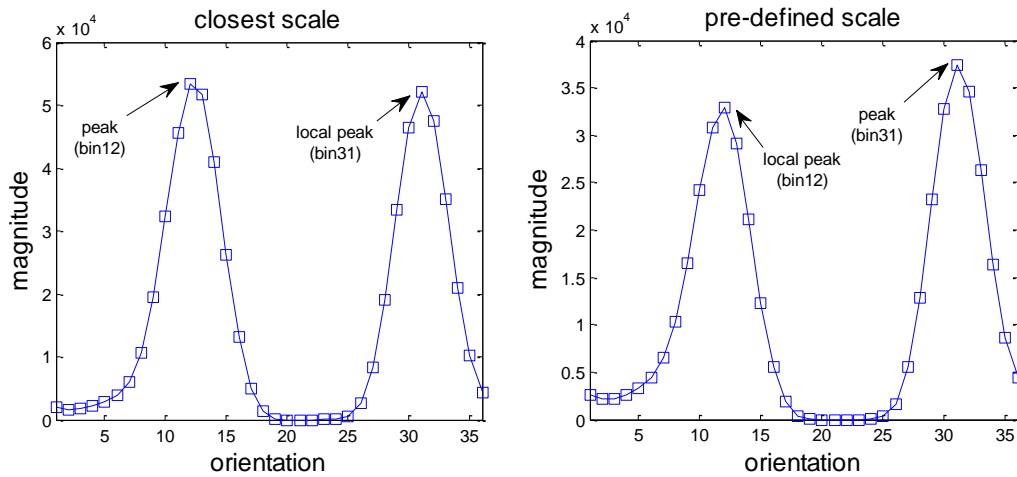 closest scale
x 10^4
6
5
4
3
2
1
0
5 10 15 20 25 30 35
orientation
magnitude
peak
(bin12)
local peak
(bin31)
pre-defined scale
x 10^4
4
3.5
3
2.5
2
1.5
1
0.5
0
5 10 15 20 25 30 35
orientation
magnitude
local peak
(bin12)
peak
(bin31)